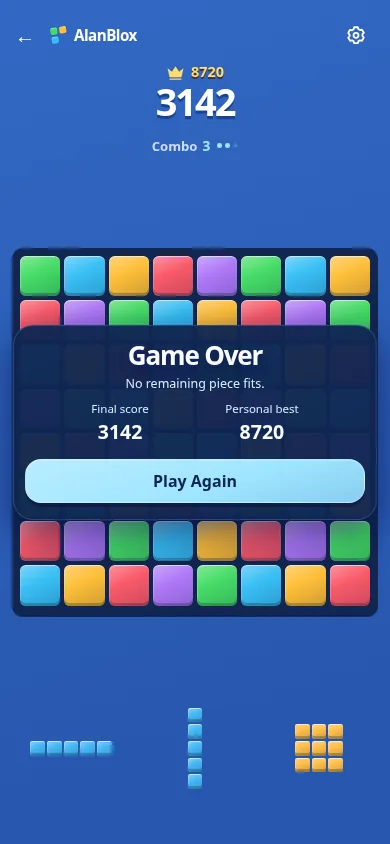 ← AlanBlox
8720
3142
Combo 3
Game Over
No remaining piece fits.
Final score Personal best
3142 8720
Play Again